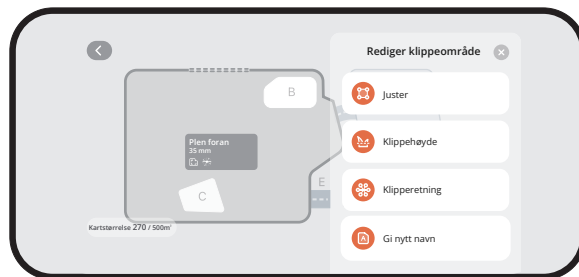 Rediger klippeområde
B
Juster
Plen foran
35 mm
Klippehøyde
E
Klipperetning
C
Kartstørrelse 270 / 500m²
A
Gi nytt navn